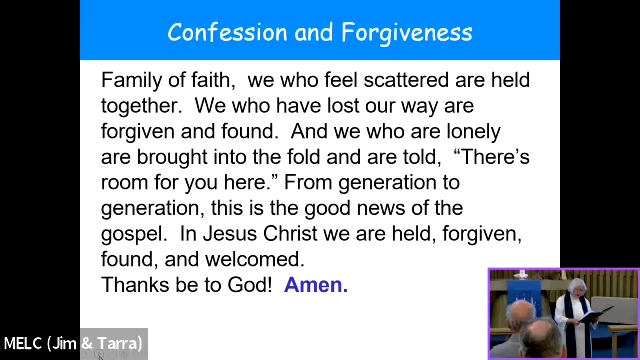 Confession and Forgiveness
Family of faith, we who feel scattered are held
together. We who have lost our way are
forgiven and found. And we who are lonely
are brought into the fold and are told, “There’s
room for you here.” From generation to
generation, this is the good news of the
gospel. In Jesus Christ we are held, forgiven,
found, and welcomed.
Thanks be to God! Amen.
MELC (Jim & Tarra)